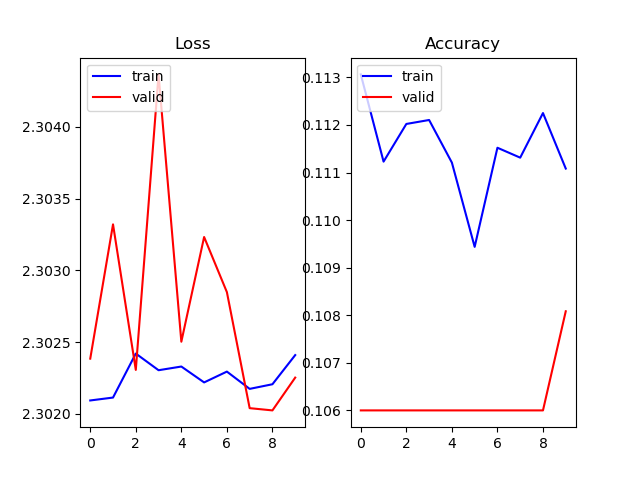 Loss
train
valid
2.3040
2.3035
2.3030
2.3025
2.3020
0 2 4 6 8
Accuracy
train
valid
0.113
0.112
0.111
0.110
0.109
0.108
0.107
0.106
0 2 4 6 8